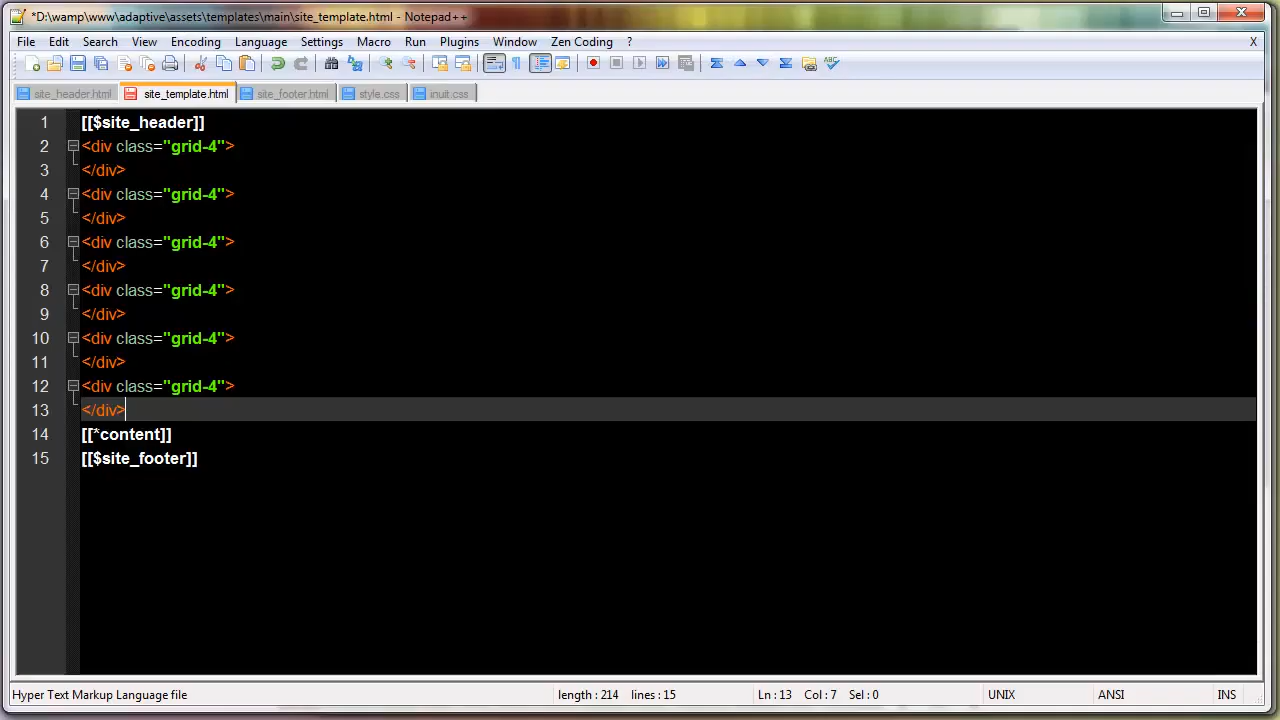 *D:\wamp\www\adaptive\assets\templates\main\site_template.html - Notepad++
File Edit Search View Encoding Language Settings Macro Run Plugins Window Zen Coding ? X
site_header.html site_template.html site_footer.html style.css inuit.css
1 [[$site_header]]
2 <div class="grid-4">
3 </div>
4 <div class="grid-4">
5 </div>
6 <div class="grid-4">
7 </div>
8 <div class="grid-4">
9 </div>
10 <div class="grid-4">
11 </div>
12 <div class="grid-4">
13 </div>
14 [[*content]]
15 [[$site_footer]]
Hyper Text Markup Language file length : 214 lines : 15 Ln : 13 Col : 7 Sel : 0 UNIX ANSI INS